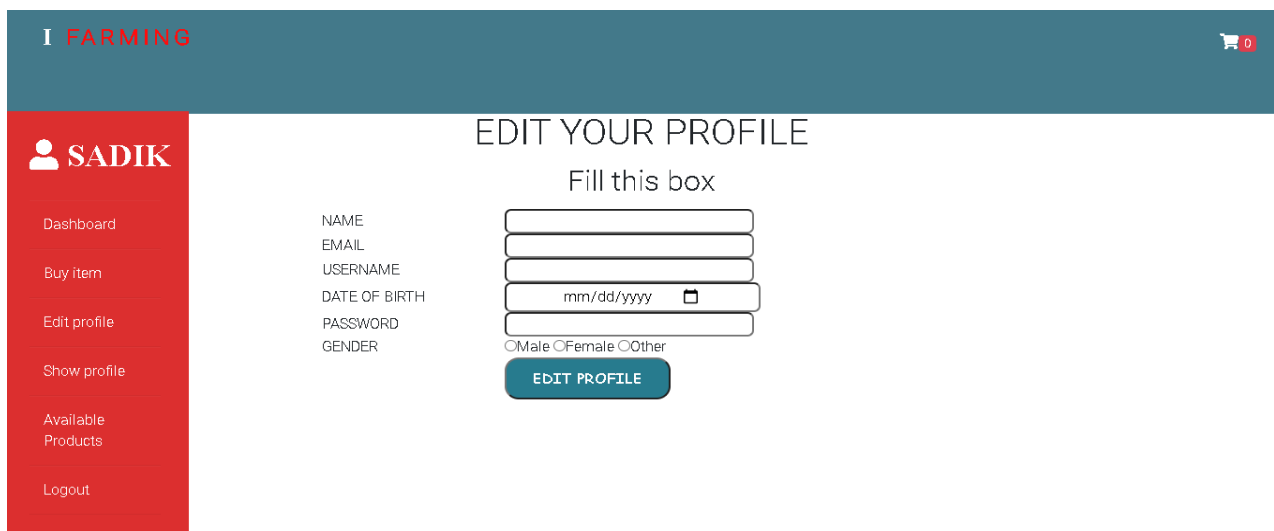 I FARMING
0
SADIK
Dashboard
Buy item
Edit profile
Show profile
Available
Products
Logout
EDIT YOUR PROFILE
Fill this box
NAME
EMAIL
USERNAME
DATE OF BIRTH mm/dd/yyyy
PASSWORD
GENDER Male Female Other
EDIT PROFILE